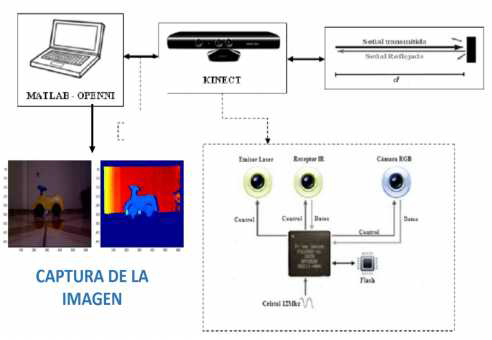 MATLAB - OPENNI
KINECT
Señal transmitida
Señal Reflejada
d
Emisor Laser
Receptor IR
Cámara RGB
Control
Control
Datos
Control
Datos
Flash
Cristal 12Mhz
CAPTURA DE LA
IMAGEN